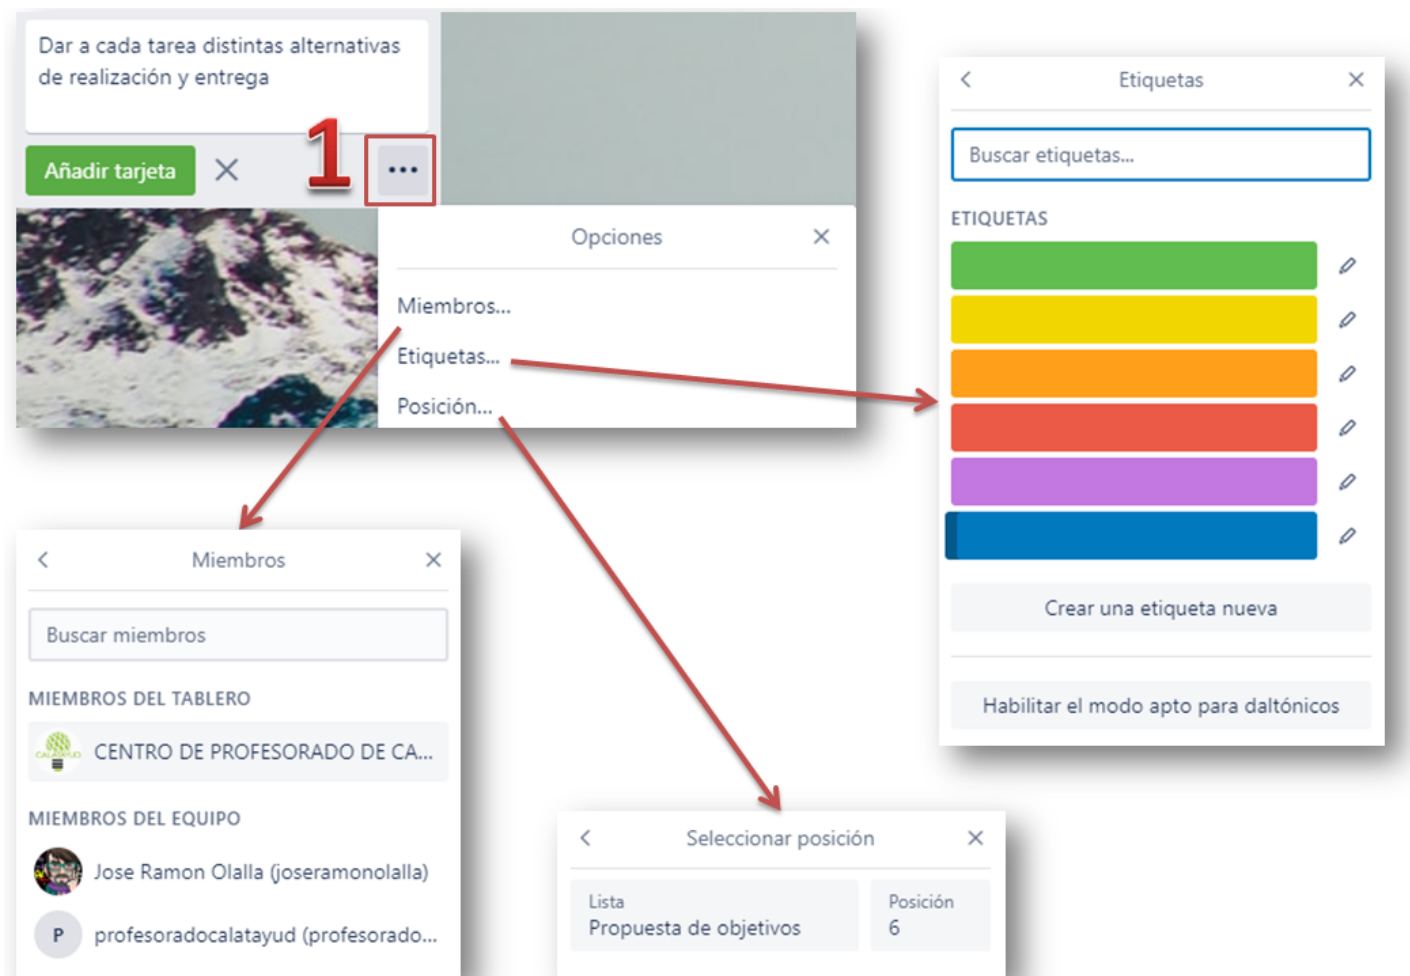 Dar a cada tarea distintas alternativas
de realización y entrega
Añadir tarjeta
1
Opciones
Miembros...
Etiquetas...
Posición...
Etiquetas
Buscar etiquetas...
ETIQUETAS
Crear una etiqueta nueva
Habilitar el modo apto para daltónicos
Miembros
Buscar miembros
MIEMBROS DEL TABLERO
CALATAYUD
CENTRO DE PROFESORADO DE CA...
MIEMBROS DEL EQUIPO
Jose Ramon Olalla (joseramonolalla)
P profesoradocalatayud (profesorado...
Seleccionar posición
Lista
Propuesta de objetivos
Posición
6